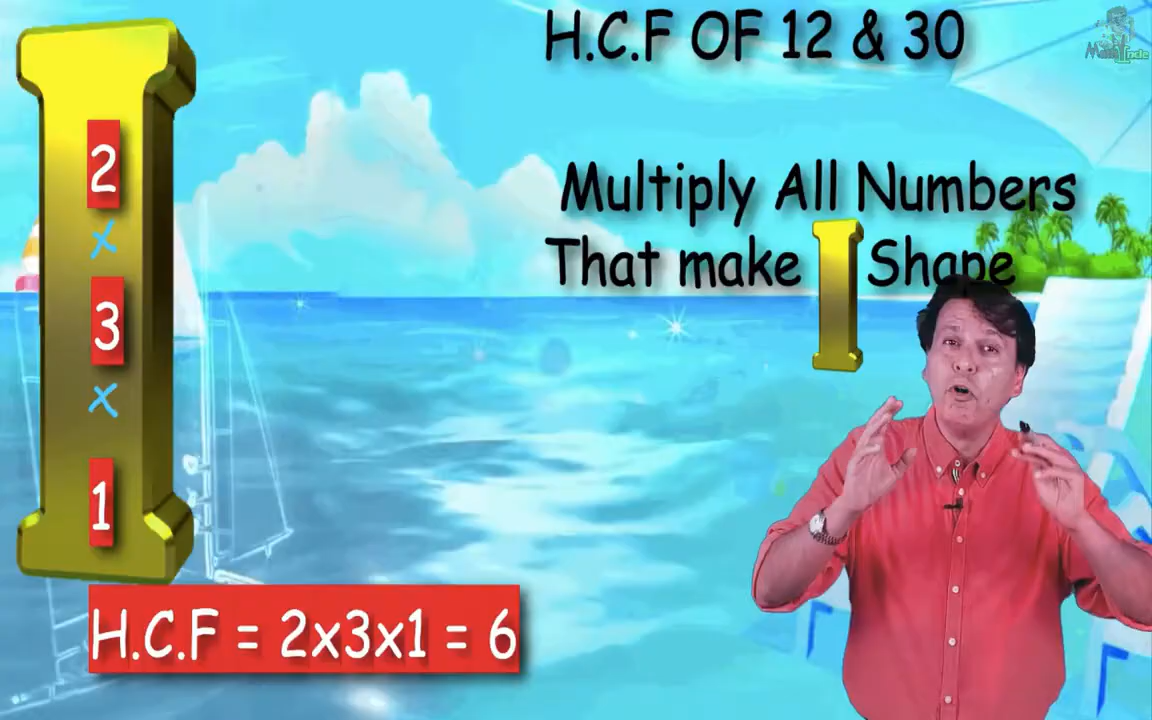 H.C.F OF 12 & 30
Multiply All Numbers
That make I Shape
2
x
3
x
1
H.C.F = 2x3x1 = 6